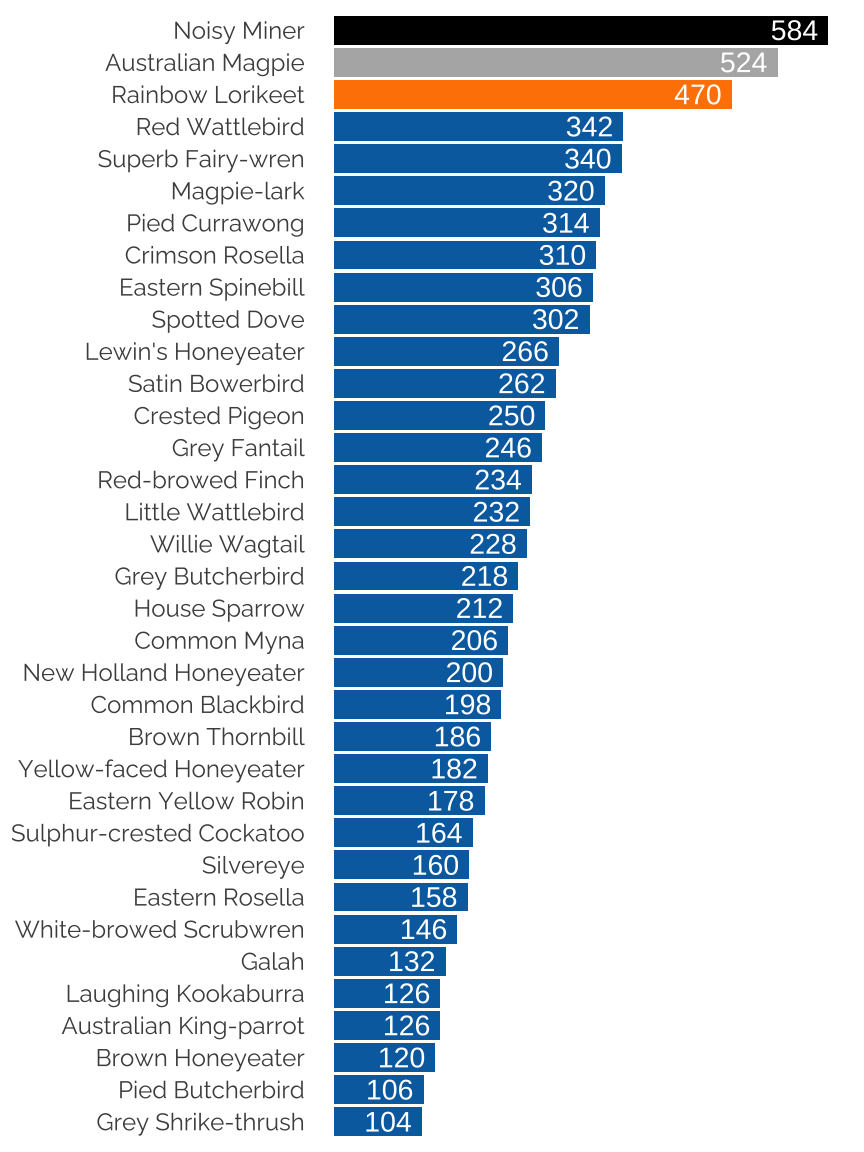 Noisy Miner 584
Australian Magpie 524
Rainbow Lorikeet 470
Red Wattlebird 342
Superb Fairy-wren 340
Magpie-lark 320
Pied Currawong 314
Crimson Rosella 310
Eastern Spinebill 306
Spotted Dove 302
Lewin's Honeyeater 266
Satin Bowerbird 262
Crested Pigeon 250
Grey Fantail 246
Red-browed Finch 234
Little Wattlebird 232
Willie Wagtail 228
Grey Butcherbird 218
House Sparrow 212
Common Myna 206
New Holland Honeyeater 200
Common Blackbird 198
Brown Thornbill 186
Yellow-faced Honeyeater 182
Eastern Yellow Robin 178
Sulphur-crested Cockatoo 164
Silvereye 160
Eastern Rosella 158
White-browed Scrubwren 146
Galah 132
Laughing Kookaburra 126
Australian King-parrot 126
Brown Honeyeater 120
Pied Butcherbird 106
Grey Shrike-thrush 104